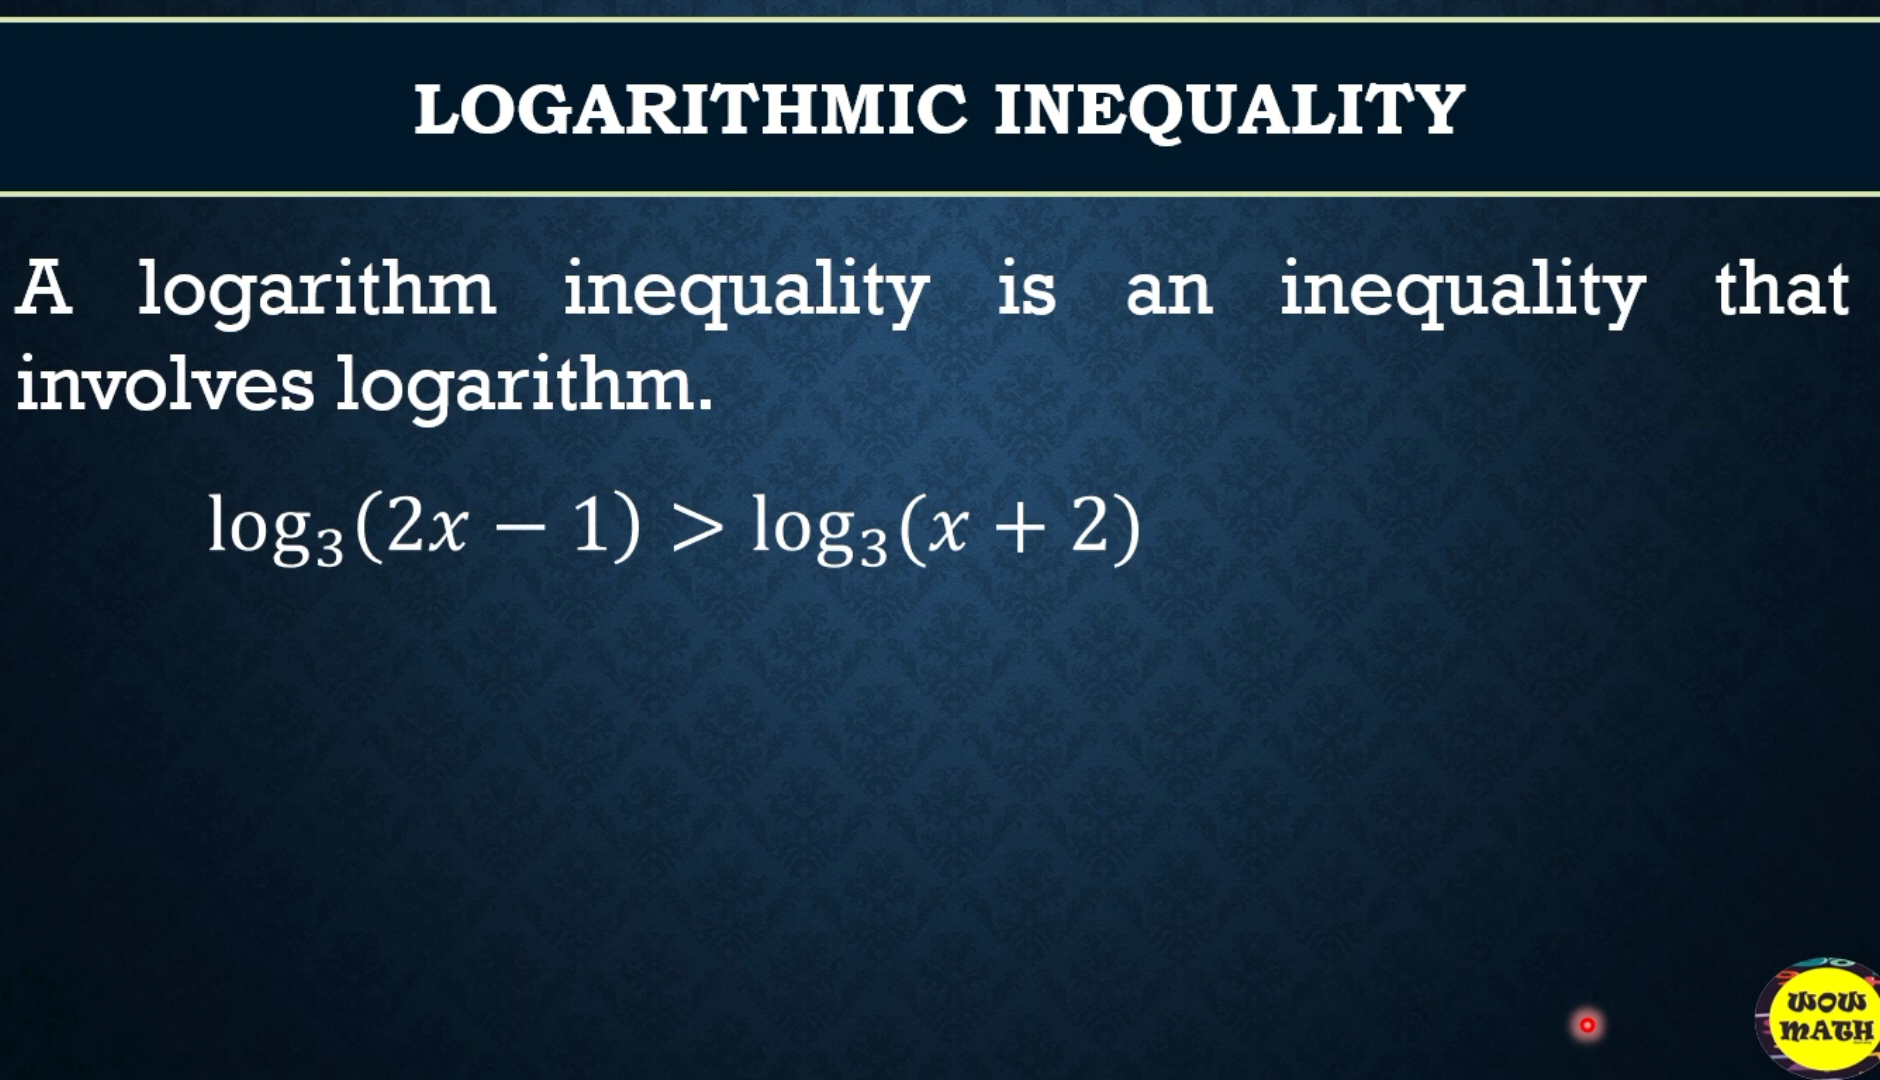 LOGARITHMIC INEQUALITY
A logarithm inequality is an inequality that
involves logarithm.
log₃(2x − 1) > log₃(x + 2)
WOW
MATH